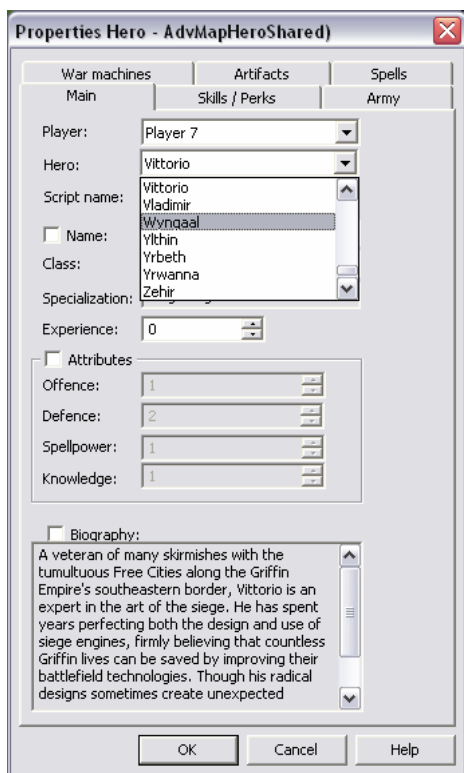 Properties Hero - AdvMapHeroShared)
War machines Artifacts Spells
Main Skills / Perks Army
Player: Player 7
Hero: Vittorio
Script name: Vittorio
Vladimir
Wyngaal
Name: Ylthin
Yrbeth
Class: Yrwanna
Zehir
Specialization:
Experience: 0
Attributes
Offence: 1
Defence: 2
Spellpower: 1
Knowledge: 1
Biography:
A veteran of many skirmishes with the
tumultuous Free Cities along the Griffin
Empire's southeastern border, Vittorio is an
expert in the art of the siege. He has spent
years perfecting both the design and use of
siege engines, firmly believing that countless
Griffin lives can be saved by improving their
battlefield technologies. Though his radical
designs sometimes create unexpected
OK Cancel Help